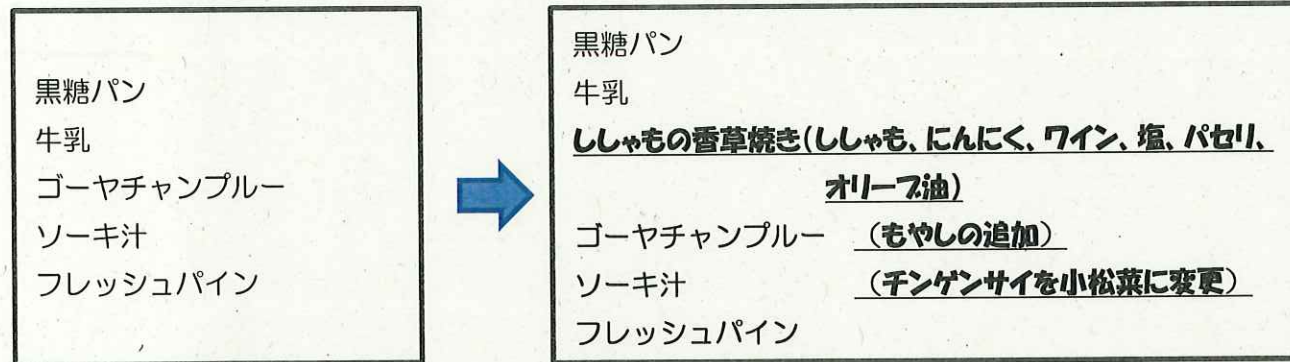 黒糖パン
牛乳
ゴーヤチャンプルー
ソーキ汁
フレッシュパイン
黒糖パン
牛乳
ししゃもの香草焼き(ししゃも、にんにく、ワイン、塩、パセリ、
オリーブ油)
ゴーヤチャンプルー (もやしの追加)
ソーキ汁 (チンゲンサイを小松菜に変更)
フレッシュパイン